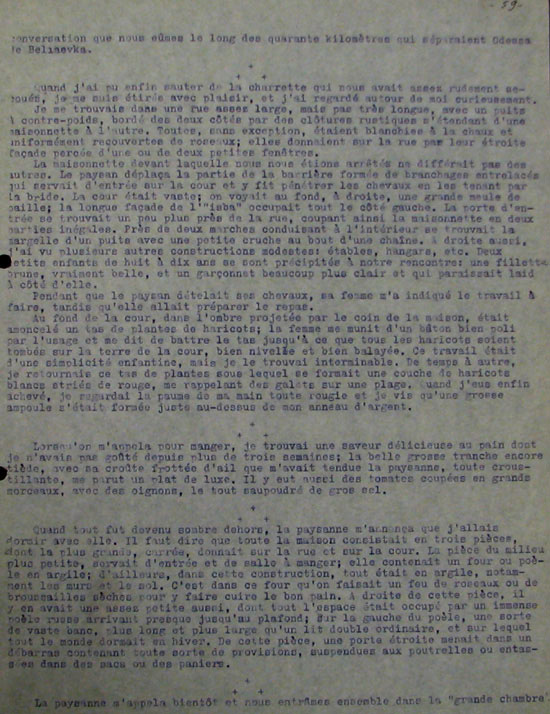 - 59 -
conversation que nous eûmes le long des quarante kilomètres qui séparaient Odessa
de Belnaevka.
+
+ +
Quand j'ai pu enfin sauter de la charrette qui nous avait assez rudement se-
coués, je me suis étirée avec plaisir, et j'ai regardé autour de moi curieusement.
Je me trouvais dans une rue assez large, mais pas très longue, avec un puits
à contre-poids, bordé des deux côtés par des clôtures rustiques s'étendant d'une
maisonnette à l'autre. Toutes, sans exception, étaient blanchies à la chaux et
uniformément recouvertes de roseaux; elles donnaient sur la rue par leur étroite
façade percée d'une ou de deux petites fenêtres.
La maisonnette devant laquelle nous nous étions arrêtés ne différait pas des
autres. Le paysan déplaça la partie de la barrière formée de branchages entrelacés
qui servait d'entrée sur la cour et y fit pénétrer les chevaux en les tenant par
la bride. La cour était vaste; on voyait au fond, à droite, une grande meule de
paille; la longue façade de l'"isba" occupait tout le côté gauche. La porte d'en-
trée se trouvait un peu plus près de la rue, coupant ainsi la maisonnette en deux
parties inégales. Près de deux marches conduisant à l'intérieur se trouvait la
margelle d'un puits avec une petite cruche au bout d'une chaîne. A droite aussi,
j'ai vu plusieurs autres constructions modestes: étables, hangars, etc. Deux
petits enfants de huit à dix ans se sont précipités à notre rencontre: une fillette
brune, vraiment belle, et un garçonnet beaucoup plus clair et qui paraissait laid
à côté d'elle.
Pendant que le paysan dételait ses chevaux, sa femme m'a indiqué le travail à
faire, tandis qu'elle allait préparer le repas.
Au fond de la cour, dans l'ombre projetée par le coin de la maison, était
amoncelé un tas de plantes de haricots; la femme me munit d'un bâton bien poli
par l'usage et me dit de battre le tas jusqu'à ce que tous les haricots soient
tombés sur la terre de la cour, bien nivelée et bien balayée. Ce travail était
d'une simplicité enfantine, mais je le trouvai interminable. De temps à autre,
je retournais ce tas de plantes sous lequel se formait une couche de haricots
blancs striés de rouge, me rappelant des galets sur une plage. Quand j'eus enfin
achevé, je regardai la paume de ma main toute rougie et je vis qu'une grosse
ampoule s'était formée juste au-dessus de mon anneau d'argent.
+
+ +
Lorsqu'on m'appela pour manger, je trouvai une saveur délicieuse au pain dont
je n'avais pas goûté depuis plus de trois semaines; la belle grosse tranche encore
tiède, avec sa croûte frottée d'ail que m'avait tendue la paysanne, toute crous-
tillante, me parut un plat de luxe. Il y eut aussi des tomates coupées en grands
morceaux, avec des oignons, le tout saupoudré de gros sel.
+
+ +
Quand tout fut devenu sombre dehors, la paysanne m'annonça que j'allais
dormir avec elle. Il faut dire que toute la maison consistait en trois pièces,
dont la plus grande, carrée, donnait sur la rue et sur la cour. La pièce du milieu
plus petite, servait d'entrée et de salle à manger; elle contenait un four ou poê-
le en argile; d'ailleurs, dans cette construction, tout était en argile, notam-
ment les murs et le sol. C'est dans ce four qu'on faisait un feu de roseaux ou de
broussailles sèches pour y faire cuire le bon pain. A droite de cette pièce, il
y en avait une assez petite aussi, dont tout l'espace était occupé par un immense
poêle russe arrivant presque jusqu'au plafond; sur la gauche du poêle, une sorte
de vaste banc, plus long et plus large qu'un lit double ordinaire, et sur lequel
tout le monde dormait en hiver. De cette pièce, une porte étroite menait dans un
débarras contenant toute sorte de provisions, suspendues aux poutrelles ou entas-
sées dans des sacs ou des paniers.
+
+ +
La paysanne m'appela bientôt et nous entrâmes ensemble dans la "grande chambre"